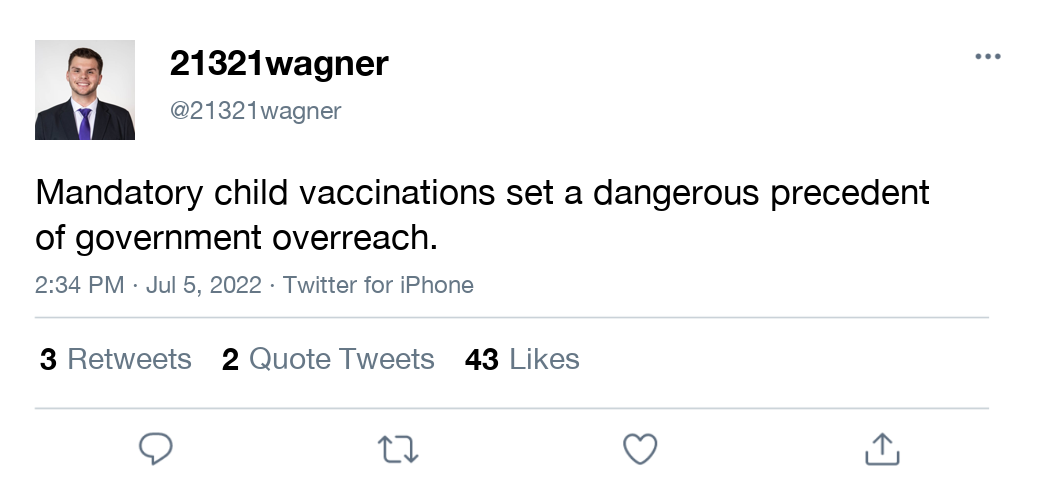 21321wagner
@21321wagner
Mandatory child vaccinations set a dangerous precedent
of government overreach.
2:34 PM · Jul 5, 2022 · Twitter for iPhone
3 Retweets 2 Quote Tweets 43 Likes